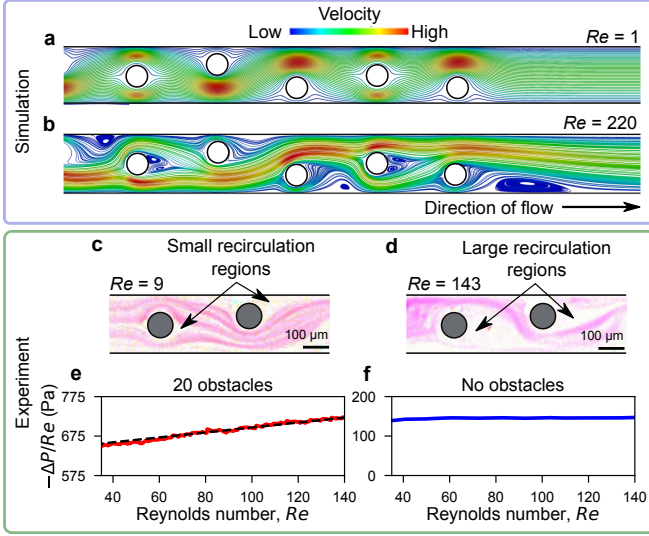 Velocity
Low High
a Re = 1
Simulation
b Re = 220
Direction of flow
c Small recirculation regions d Large recirculation regions
Re = 9 Re = 143
100 µm 100 µm
Experiment
e 20 obstacles f No obstacles
−ΔP/Re (Pa)
775 200
675 100
575 0
40 60 80 100 120 140 40 60 80 100 120 140
Reynolds number, Re Reynolds number, Re